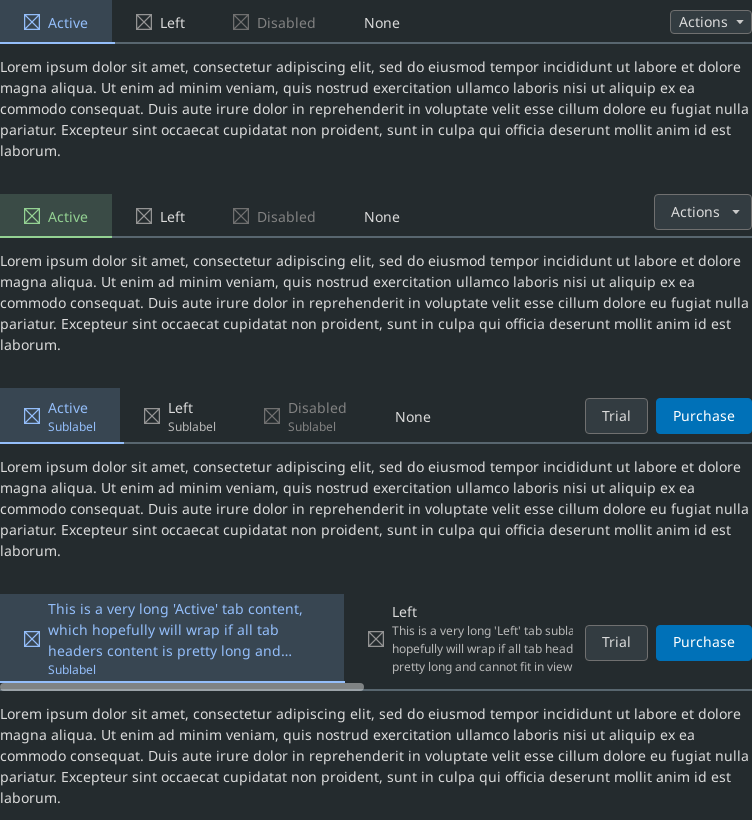 Active Left Disabled None Actions
Lorem ipsum dolor sit amet, consectetur adipiscing elit, sed do eiusmod tempor incididunt ut labore et dolore
magna aliqua. Ut enim ad minim veniam, quis nostrud exercitation ullamco laboris nisi ut aliquip ex ea
commodo consequat. Duis aute irure dolor in reprehenderit in voluptate velit esse cillum dolore eu fugiat nulla
pariatur. Excepteur sint occaecat cupidatat non proident, sunt in culpa qui officia deserunt mollit anim id est
laborum.
Active Left Disabled None Actions
Lorem ipsum dolor sit amet, consectetur adipiscing elit, sed do eiusmod tempor incididunt ut labore et dolore
magna aliqua. Ut enim ad minim veniam, quis nostrud exercitation ullamco laboris nisi ut aliquip ex ea
commodo consequat. Duis aute irure dolor in reprehenderit in voluptate velit esse cillum dolore eu fugiat nulla
pariatur. Excepteur sint occaecat cupidatat non proident, sunt in culpa qui officia deserunt mollit anim id est
laborum.
Active
Sublabel
Left
Sublabel
Disabled
Sublabel
None
Trial
Purchase
Lorem ipsum dolor sit amet, consectetur adipiscing elit, sed do eiusmod tempor incididunt ut labore et dolore
magna aliqua. Ut enim ad minim veniam, quis nostrud exercitation ullamco laboris nisi ut aliquip ex ea
commodo consequat. Duis aute irure dolor in reprehenderit in voluptate velit esse cillum dolore eu fugiat nulla
pariatur. Excepteur sint occaecat cupidatat non proident, sunt in culpa qui officia deserunt mollit anim id est
laborum.
This is a very long 'Active' tab content,
which hopefully will wrap if all tab
headers content is pretty long and...
Sublabel
Left
This is a very long 'Left' tab subla
hopefully will wrap if all tab head
pretty long and cannot fit in view
Trial
Purchase
Lorem ipsum dolor sit amet, consectetur adipiscing elit, sed do eiusmod tempor incididunt ut labore et dolore
magna aliqua. Ut enim ad minim veniam, quis nostrud exercitation ullamco laboris nisi ut aliquip ex ea
commodo consequat. Duis aute irure dolor in reprehenderit in voluptate velit esse cillum dolore eu fugiat nulla
pariatur. Excepteur sint occaecat cupidatat non proident, sunt in culpa qui officia deserunt mollit anim id est
laborum.